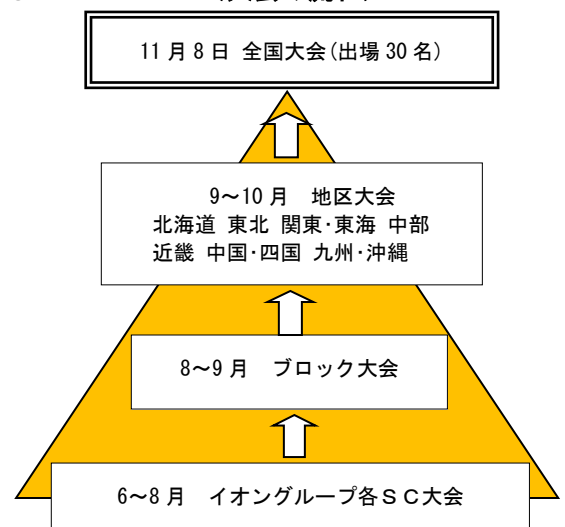 11月8日 全国大会(出場30名)
9～10月　地区大会
北海道 東北 関東・東海 中部
近畿 中国・四国 九州・沖縄
8～9月　ブロック大会
6～8月　イオングループ各ＳＣ大会